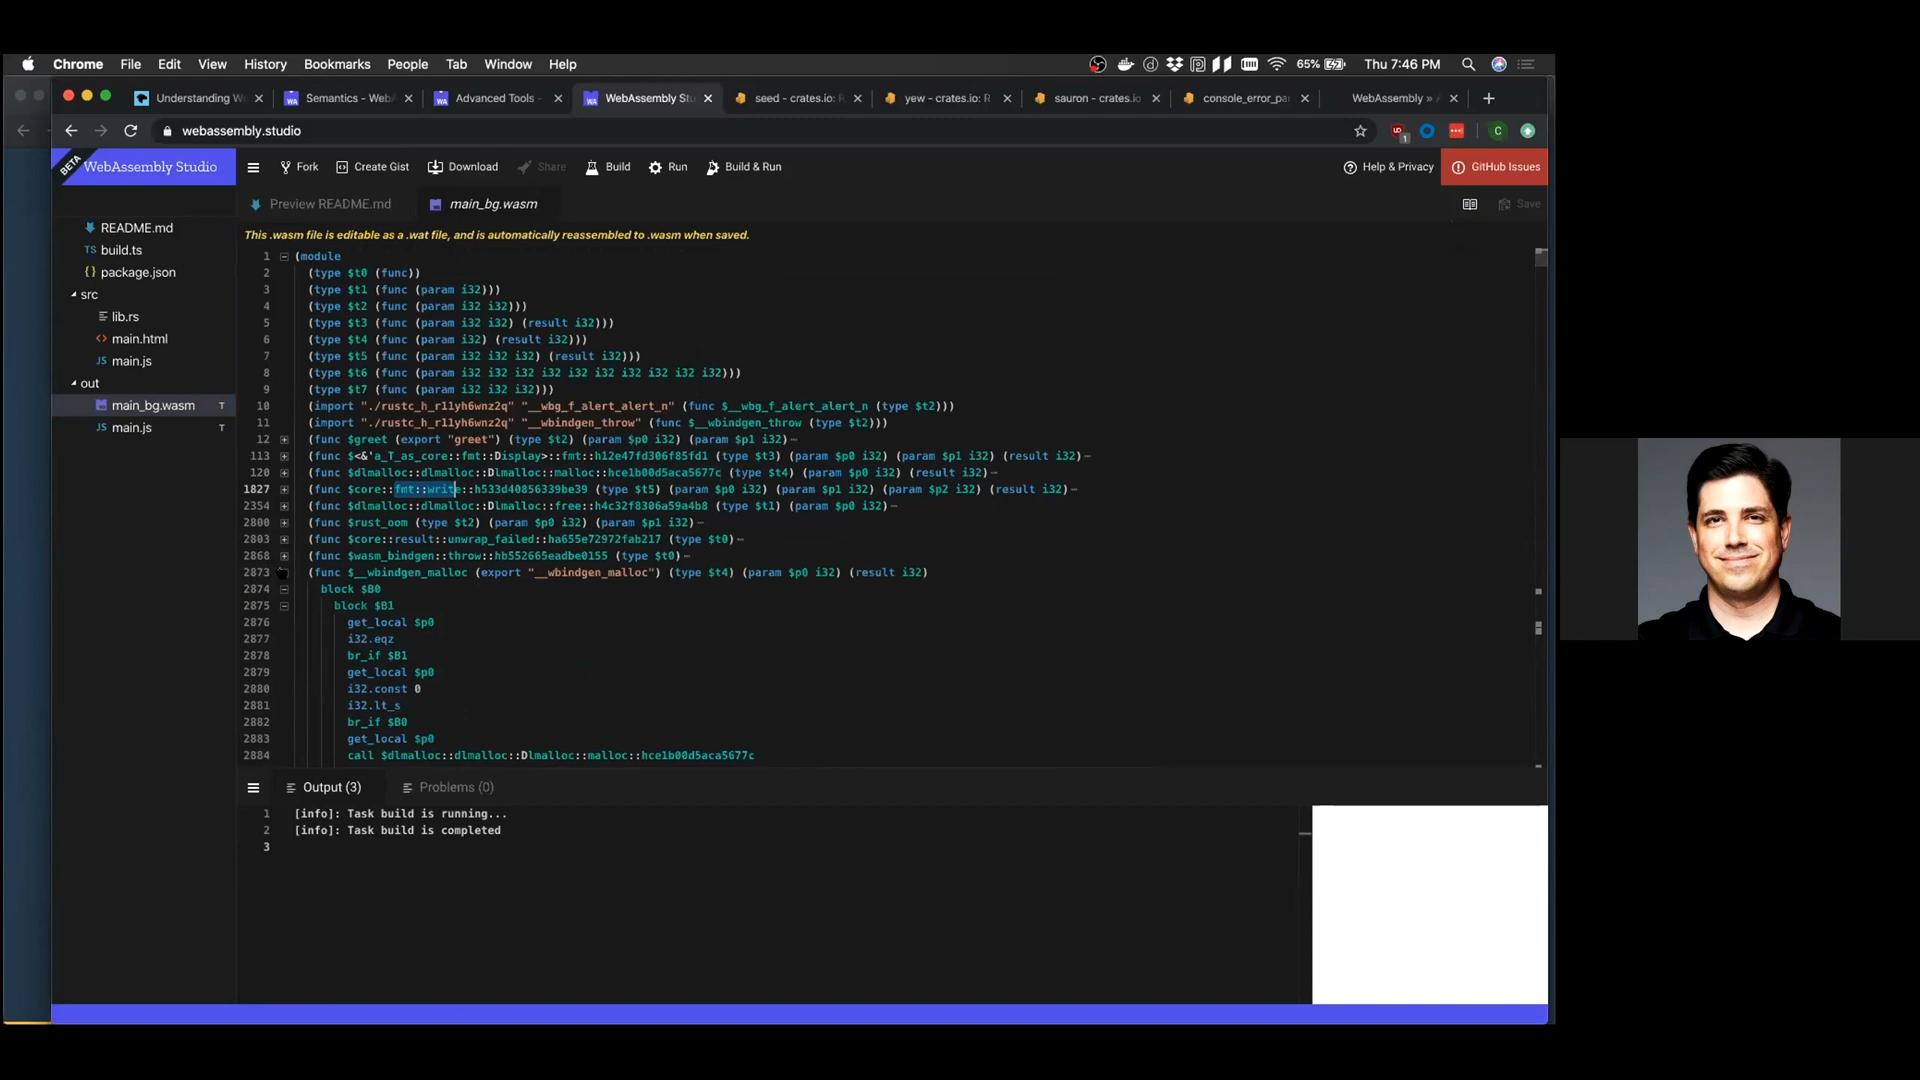 Chrome File Edit View History Bookmarks People Tab Window Help 65% Thu 7:46 PM
Understanding W Semantics - WebA Advanced Tools - WebAssembly Stu seed - crates.io: R yew - crates.io: R sauron - crates.io: console_error_pa WebAssembly »
webassembly.studio
BETA WebAssembly Studio Fork Create Gist Download Share Build Run Build & Run Help & Privacy GitHub Issues
Preview README.md main_bg.wasm Save
README.md
TS build.ts
{} package.json
src
lib.rs
<> main.html
JS main.js
out
main_bg.wasm T
JS main.js T
This .wasm file is editable as a .wat file, and is automatically reassembled to .wasm when saved.
1 (module
2 (type $t0 (func))
3 (type $t1 (func (param i32)))
4 (type $t2 (func (param i32 i32)))
5 (type $t3 (func (param i32 i32) (result i32)))
6 (type $t4 (func (param i32) (result i32)))
7 (type $t5 (func (param i32 i32 i32) (result i32)))
8 (type $t6 (func (param i32 i32 i32 i32 i32 i32 i32 i32 i32 i32)))
9 (type $t7 (func (param i32 i32 i32)))
10 (import "./rustc_h_r11yh6wnz2q" "__wbg_f_alert_alert_n" (func $__wbg_f_alert_alert_n (type $t2)))
11 (import "./rustc_h_r11yh6wnz2q" "__wbindgen_throw" (func $__wbindgen_throw (type $t2)))
12 (func $greet (export "greet") (type $t2) (param $p0 i32) (param $p1 i32)
113 (func $<&'a_T_as_core::fmt::Display>::fmt::h12e47fd306f85fd1 (type $t3) (param $p0 i32) (param $p1 i32) (result i32)
120 (func $dlmalloc::dlmalloc::Dlmalloc::malloc::hce1b00d5aca5677c (type $t4) (param $p0 i32) (result i32)
1827 (func $core::fmt::write::h533d40856339be39 (type $t5) (param $p0 i32) (param $p1 i32) (param $p2 i32) (result i32)
2354 (func $dlmalloc::dlmalloc::Dlmalloc::free::h4c32f8306a59a4b8 (type $t1) (param $p0 i32)
2800 (func $rust_oom (type $t2) (param $p0 i32) (param $p1 i32)
2803 (func $core::result::unwrap_failed::ha655e72972fab217 (type $t0)
2868 (func $wasm_bindgen::throw::hb552665eadbe0155 (type $t0)
2873 (func $__wbindgen_malloc (export "__wbindgen_malloc") (type $t4) (param $p0 i32) (result i32)
2874 block $B0
2875 block $B1
2876 get_local $p0
2877 i32.eqz
2878 br_if $B1
2879 get_local $p0
2880 i32.const 0
2881 i32.lt_s
2882 br_if $B0
2883 get_local $p0
2884 call $dlmalloc::dlmalloc::Dlmalloc::malloc::hce1b00d5aca5677c
Output (3) Problems (0)
1 [info]: Task build is running...
2 [info]: Task build is completed
3